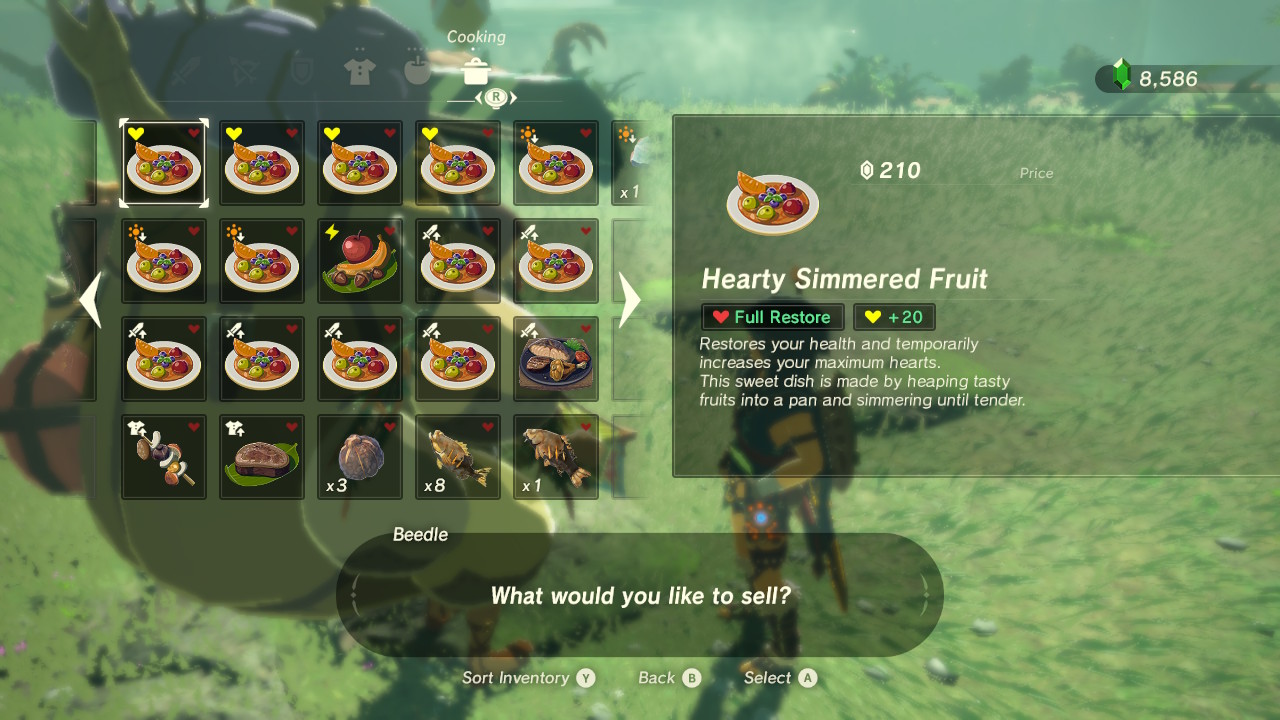 Cooking
R
8,586
x1
x3
x8
x1
210
Price
Hearty Simmered Fruit
Full Restore
+20
Restores your health and temporarily
increases your maximum hearts.
This sweet dish is made by heaping tasty
fruits into a pan and simmering until tender.
Beedle
What would you like to sell?
Sort Inventory Y
Back B
Select A